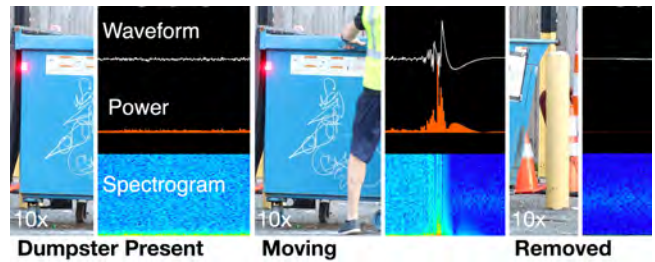 Waveform
Power
Spectrogram
10x
10x
10x
Dumpster Present
Moving
Removed